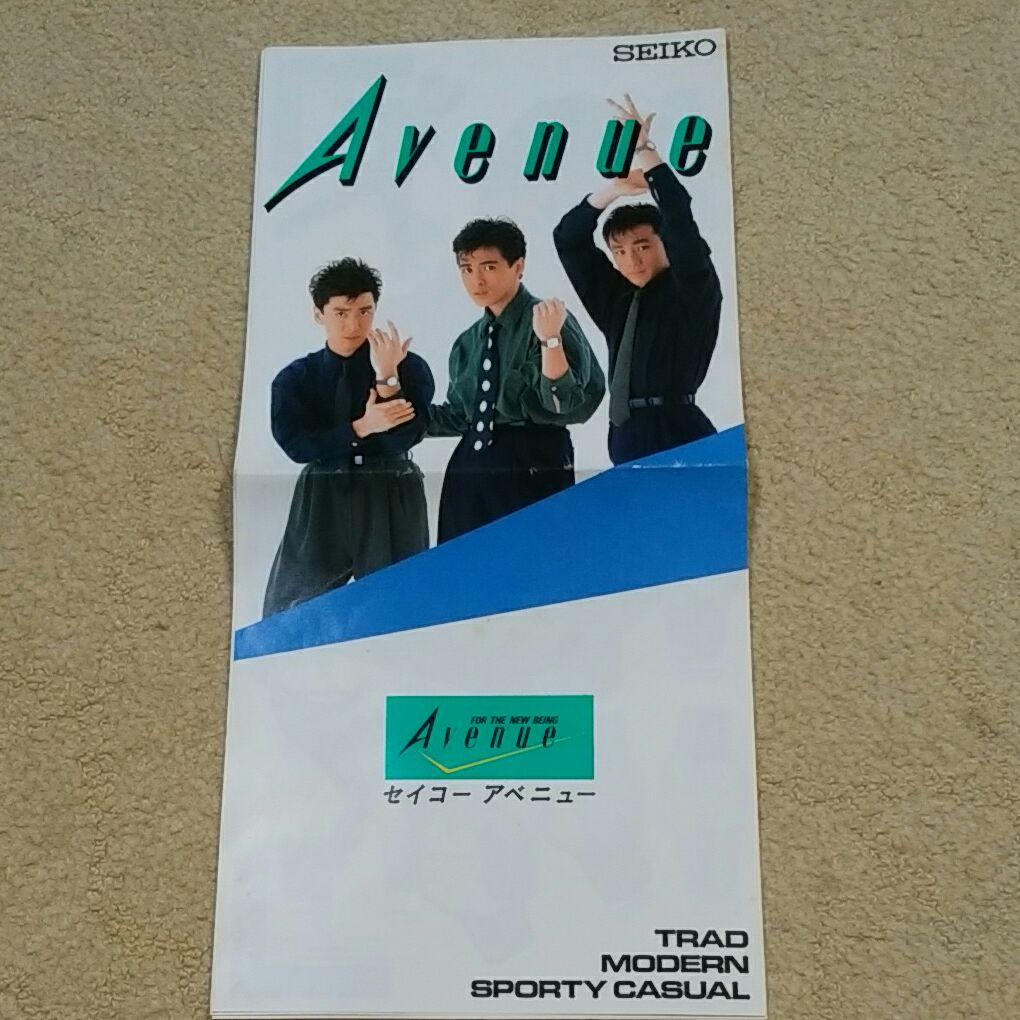 SEIKO
Avenue
FOR THE NEW BEING
Avenue
セイコー アベニュー
TRAD
MODERN
SPORTY CASUAL